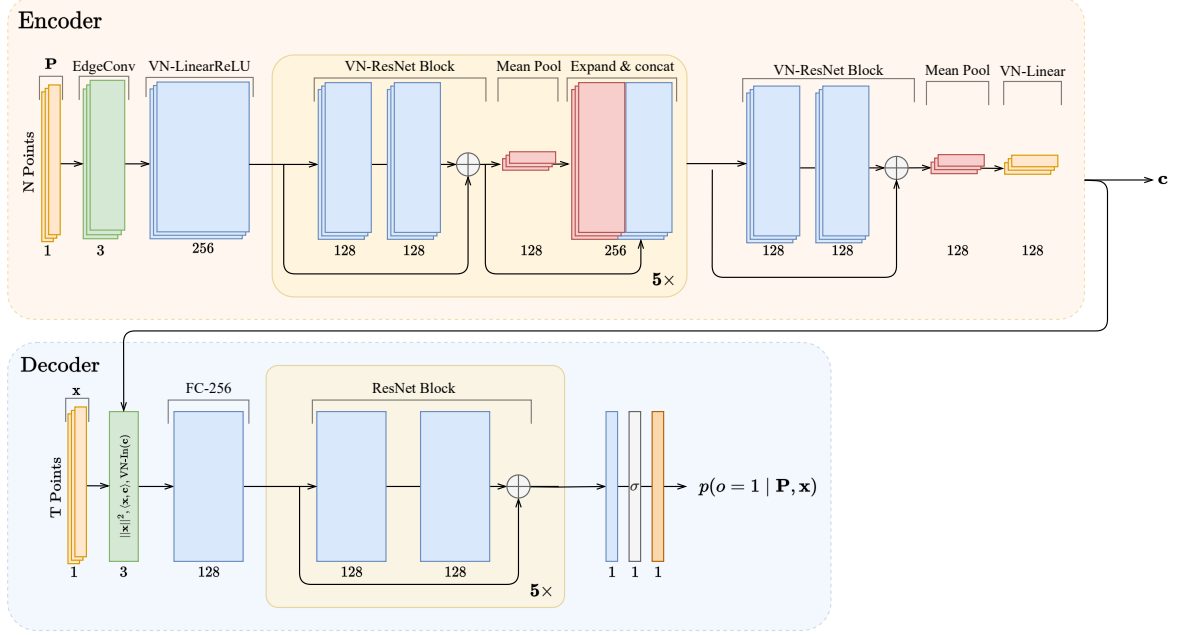 Encoder
P
EdgeConv
VN-LinearReLU
VN-ResNet Block
Mean Pool
Expand & concat
VN-ResNet Block
Mean Pool
VN-Linear
N Points
c
1
3
256
128
128
128
256
128
128
128
128
5×
Decoder
x
FC-256
ResNet Block
T Points
||x||², ⟨x, c⟩, VN-In(c)
σ
p(o = 1 | P, x)
1
3
128
128
128
1
1
1
5×